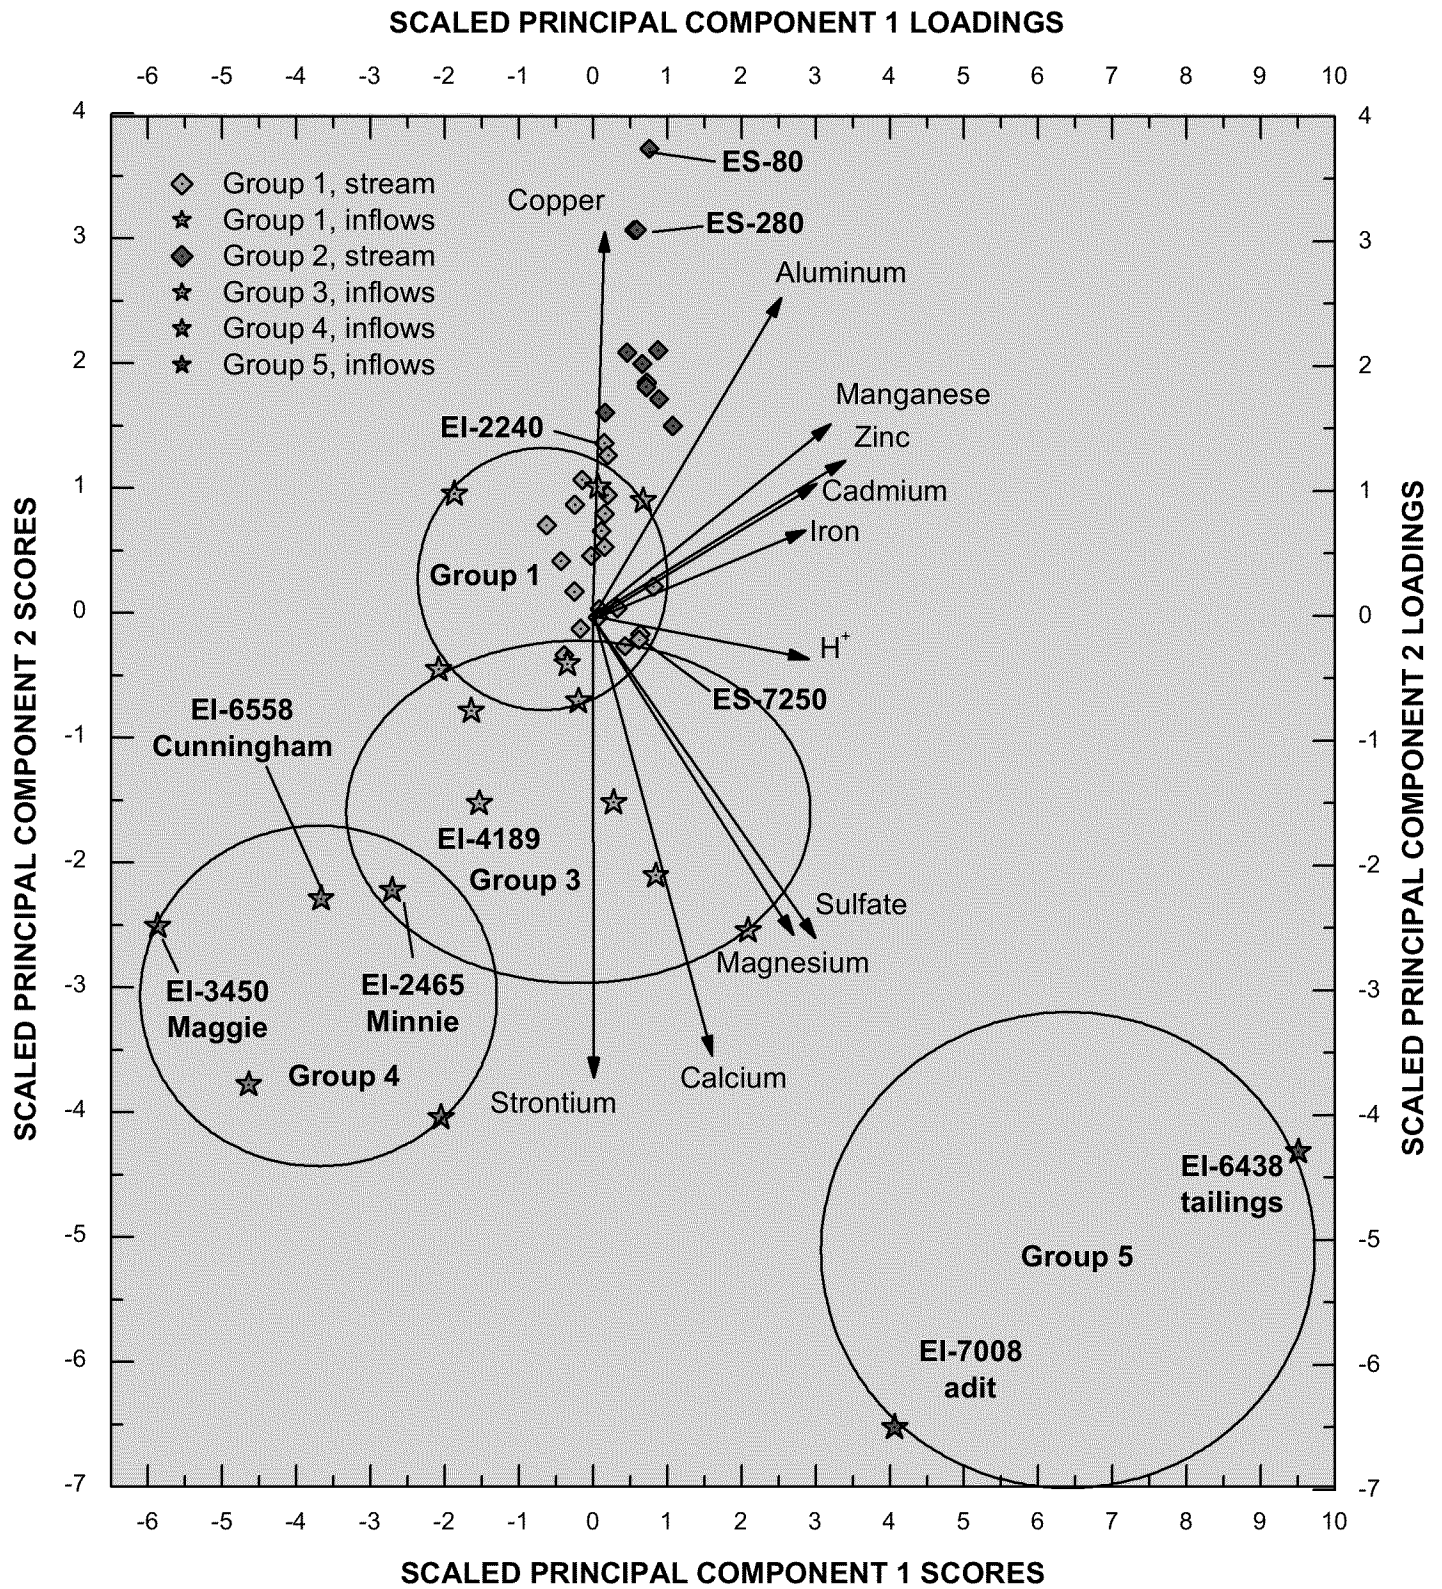 SCALED PRINCIPAL COMPONENT 1 LOADINGS
-6 -5 -4 -3 -2 -1 0 1 2 3 4 5 6 7 8 9 10
SCALED PRINCIPAL COMPONENT 2 SCORES
4
3
2
1
0
-1
-2
-3
-4
-5
-6
-7
Group 1, stream
Group 1, inflows
Group 2, stream
Group 3, inflows
Group 4, inflows
Group 5, inflows
ES-80
Copper
ES-280
Aluminum
Manganese
EI-2240
Zinc
Cadmium
Iron
Group 1
H+
ES-7250
EI-6558
Cunningham
EI-4189
Group 3
Sulfate
Magnesium
EI-3450
Maggie
EI-2465
Minnie
Group 4
Calcium
Strontium
EI-6438
tailings
Group 5
EI-7008
adit
4
3
2
1
0
-1
-2
-3
-4
-5
-6
-7
SCALED PRINCIPAL COMPONENT 2 LOADINGS
-6 -5 -4 -3 -2 -1 0 1 2 3 4 5 6 7 8 9 10
SCALED PRINCIPAL COMPONENT 1 SCORES